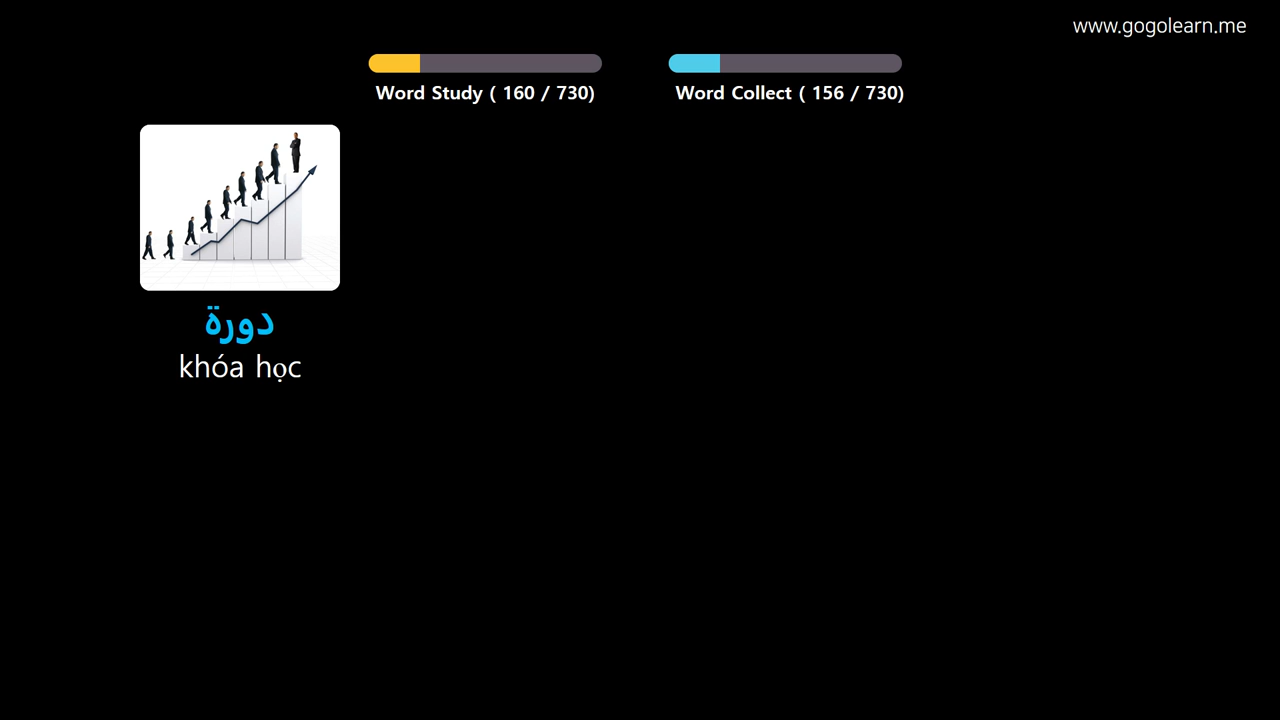 www.gogolearn.me
Word Study ( 160 / 730)
Word Collect ( 156 / 730)
دورة
khóa học